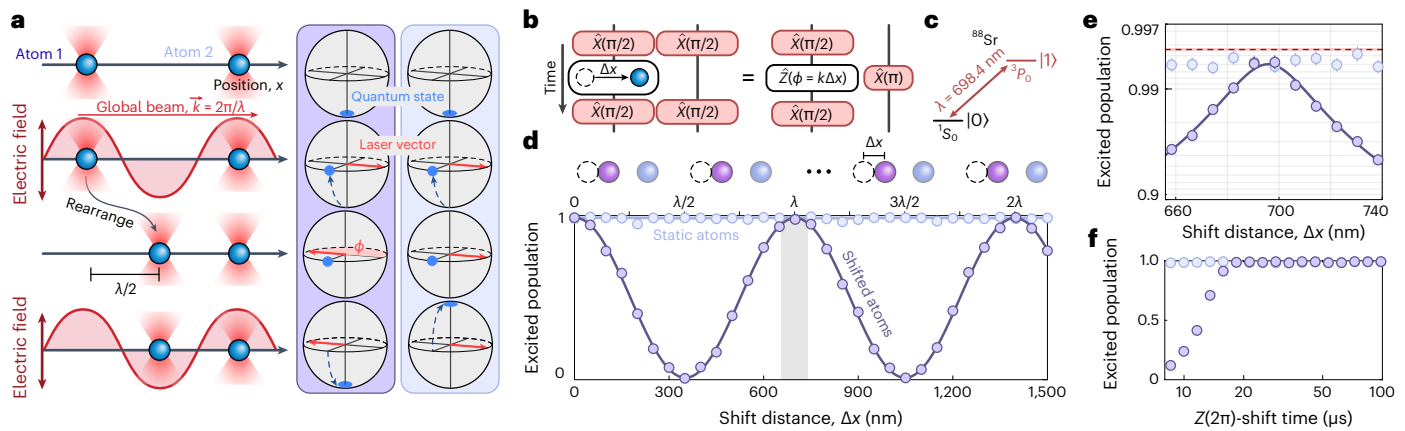 a
Atom 1
Atom 2
Position, x
Global beam, k⃗ = 2π/λ
Electric field
Rearrange
λ/2
Electric field
Quantum state
Laser vector
ϕ
b
Time
X̂(π/2)
X̂(π/2)
Δx
X̂(π/2)
X̂(π/2)
=
X̂(π/2)
Ẑ(ϕ = kΔx)
X̂(π)
X̂(π/2)
c
⁸⁸Sr
|1⟩
³P₀
λ = 698.4 nm
|0⟩
¹S₀
d
Δx
...
0 λ/2 λ 3λ/2 2λ
Excited population
1
0
Static atoms
Shifted atoms
0 300 600 900 1,200 1,500
Shift distance, Δx (nm)
e
Excited population
0.997
0.99
0.9
660 700 740
Shift distance, Δx (nm)
f
Excited population
1.0
0.5
0
10 20 50 100
Z(2π)-shift time (μs)